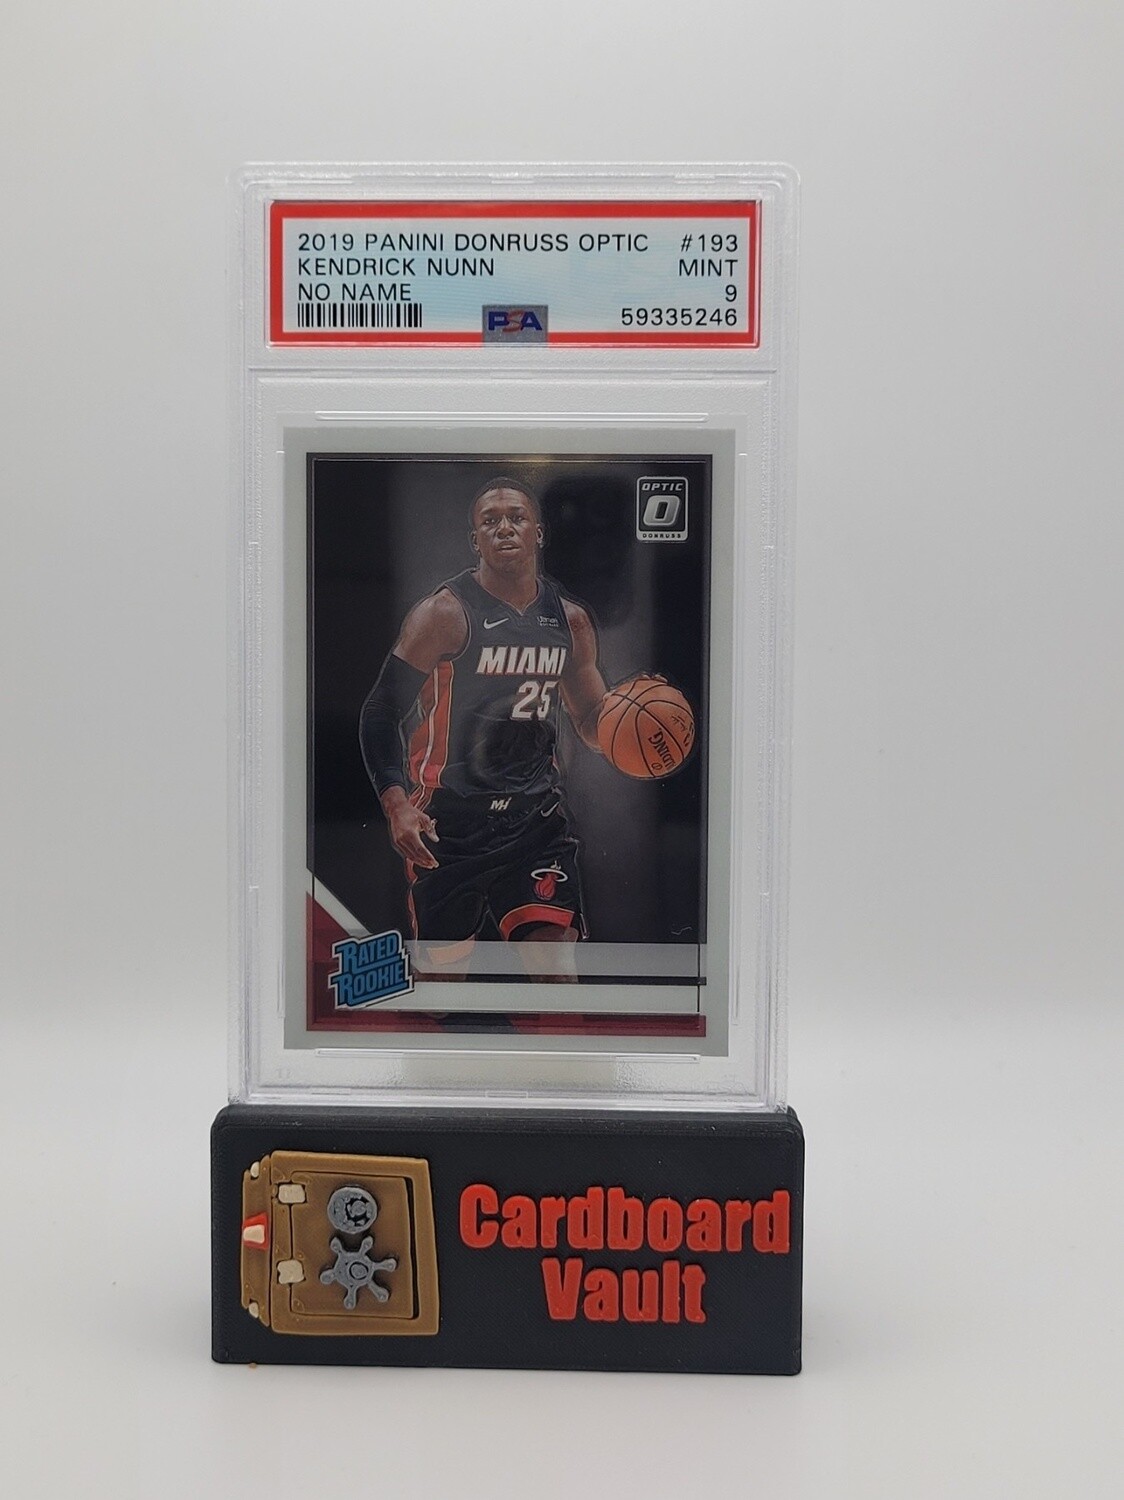 2019 PANINI DONRUSS OPTIC #193
KENDRICK NUNN MINT
NO NAME 9
PSA 59335246
OPTIC
O
DONRUSS
MIAMI
25
MH
RATED
ROOKIE
Cardboard
Vault